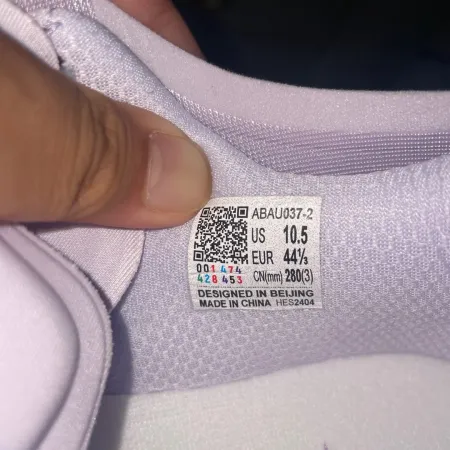 ABAU037-2
US 10.5
EUR 44⅓
CN(mm) 280(3)
001 474
428 453
DESIGNED IN BEIJING
MADE IN CHINA HES2404